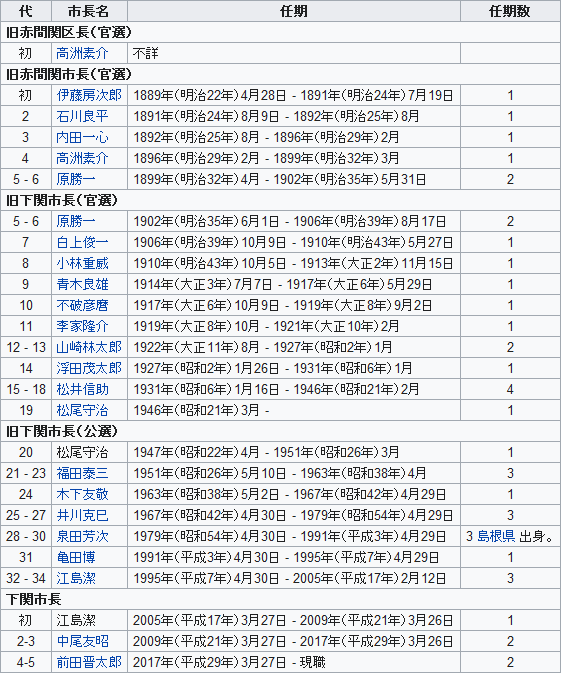 代 市長名 任期 任期数
旧赤間関区長（官選）
初 高洲素介 不詳
旧赤間関市長（官選）
初 伊藤房次郎 1889年（明治22年）4月28日 - 1891年（明治24年）7月19日 1
2 石川良平 1891年（明治24年）8月9日 - 1892年（明治25年）8月 1
3 内田一心 1892年（明治25年）8月 - 1896年（明治29年）2月 1
4 高洲素介 1896年（明治29年）2月 - 1899年（明治32年）3月 1
5 - 6 原勝一 1899年（明治32年）4月 - 1902年（明治35年）5月31日 2
旧下関市長（官選）
5 - 6 原勝一 1902年（明治35年）6月1日 - 1906年（明治39年）8月17日 2
7 白上俊一 1906年（明治39年）10月9日 - 1910年（明治43年）5月27日 1
8 小林重威 1910年（明治43年）10月5日 - 1913年（大正2年）11月15日 1
9 青木良雄 1914年（大正3年）7月7日 - 1917年（大正6年）5月29日 1
10 不破彦麿 1917年（大正6年）10月9日 - 1919年（大正8年）9月2日 1
11 李家隆介 1919年（大正8年）10月 - 1921年（大正10年）2月 1
12 - 13 山崎林太郎 1922年（大正11年）8月 - 1927年（昭和2年）1月 2
14 浮田茂太郎 1927年（昭和2年）1月26日 - 1931年（昭和6年）1月 1
15 - 18 松井信助 1931年（昭和6年）1月16日 - 1946年（昭和21年）2月 4
19 松尾守治 1946年（昭和21年）3月 - 1
旧下関市長（公選）
20 松尾守治 1947年（昭和22年）4月 - 1951年（昭和26年）3月 1
21 - 23 福田泰三 1951年（昭和26年）5月10日 - 1963年（昭和38年）4月 3
24 木下友敬 1963年（昭和38年）5月2日 - 1967年（昭和42年）4月29日 1
25 - 27 井川克巳 1967年（昭和42年）4月30日 - 1979年（昭和54年）4月29日 3
28 - 30 泉田芳次 1979年（昭和54年）4月30日 - 1991年（平成3年）4月29日 3 島根県 出身。
31 亀田博 1991年（平成3年）4月30日 - 1995年（平成7年）4月29日 1
32 - 34 江島潔 1995年（平成7年）4月30日 - 2005年（平成17年）2月12日 3
下関市長
初 江島潔 2005年（平成17年）3月27日 - 2009年（平成21年）3月26日 1
2-3 中尾友昭 2009年（平成21年）3月27日 - 2017年（平成29年）3月26日 2
4-5 前田晋太郎 2017年（平成29年）3月27日 - 現職 2